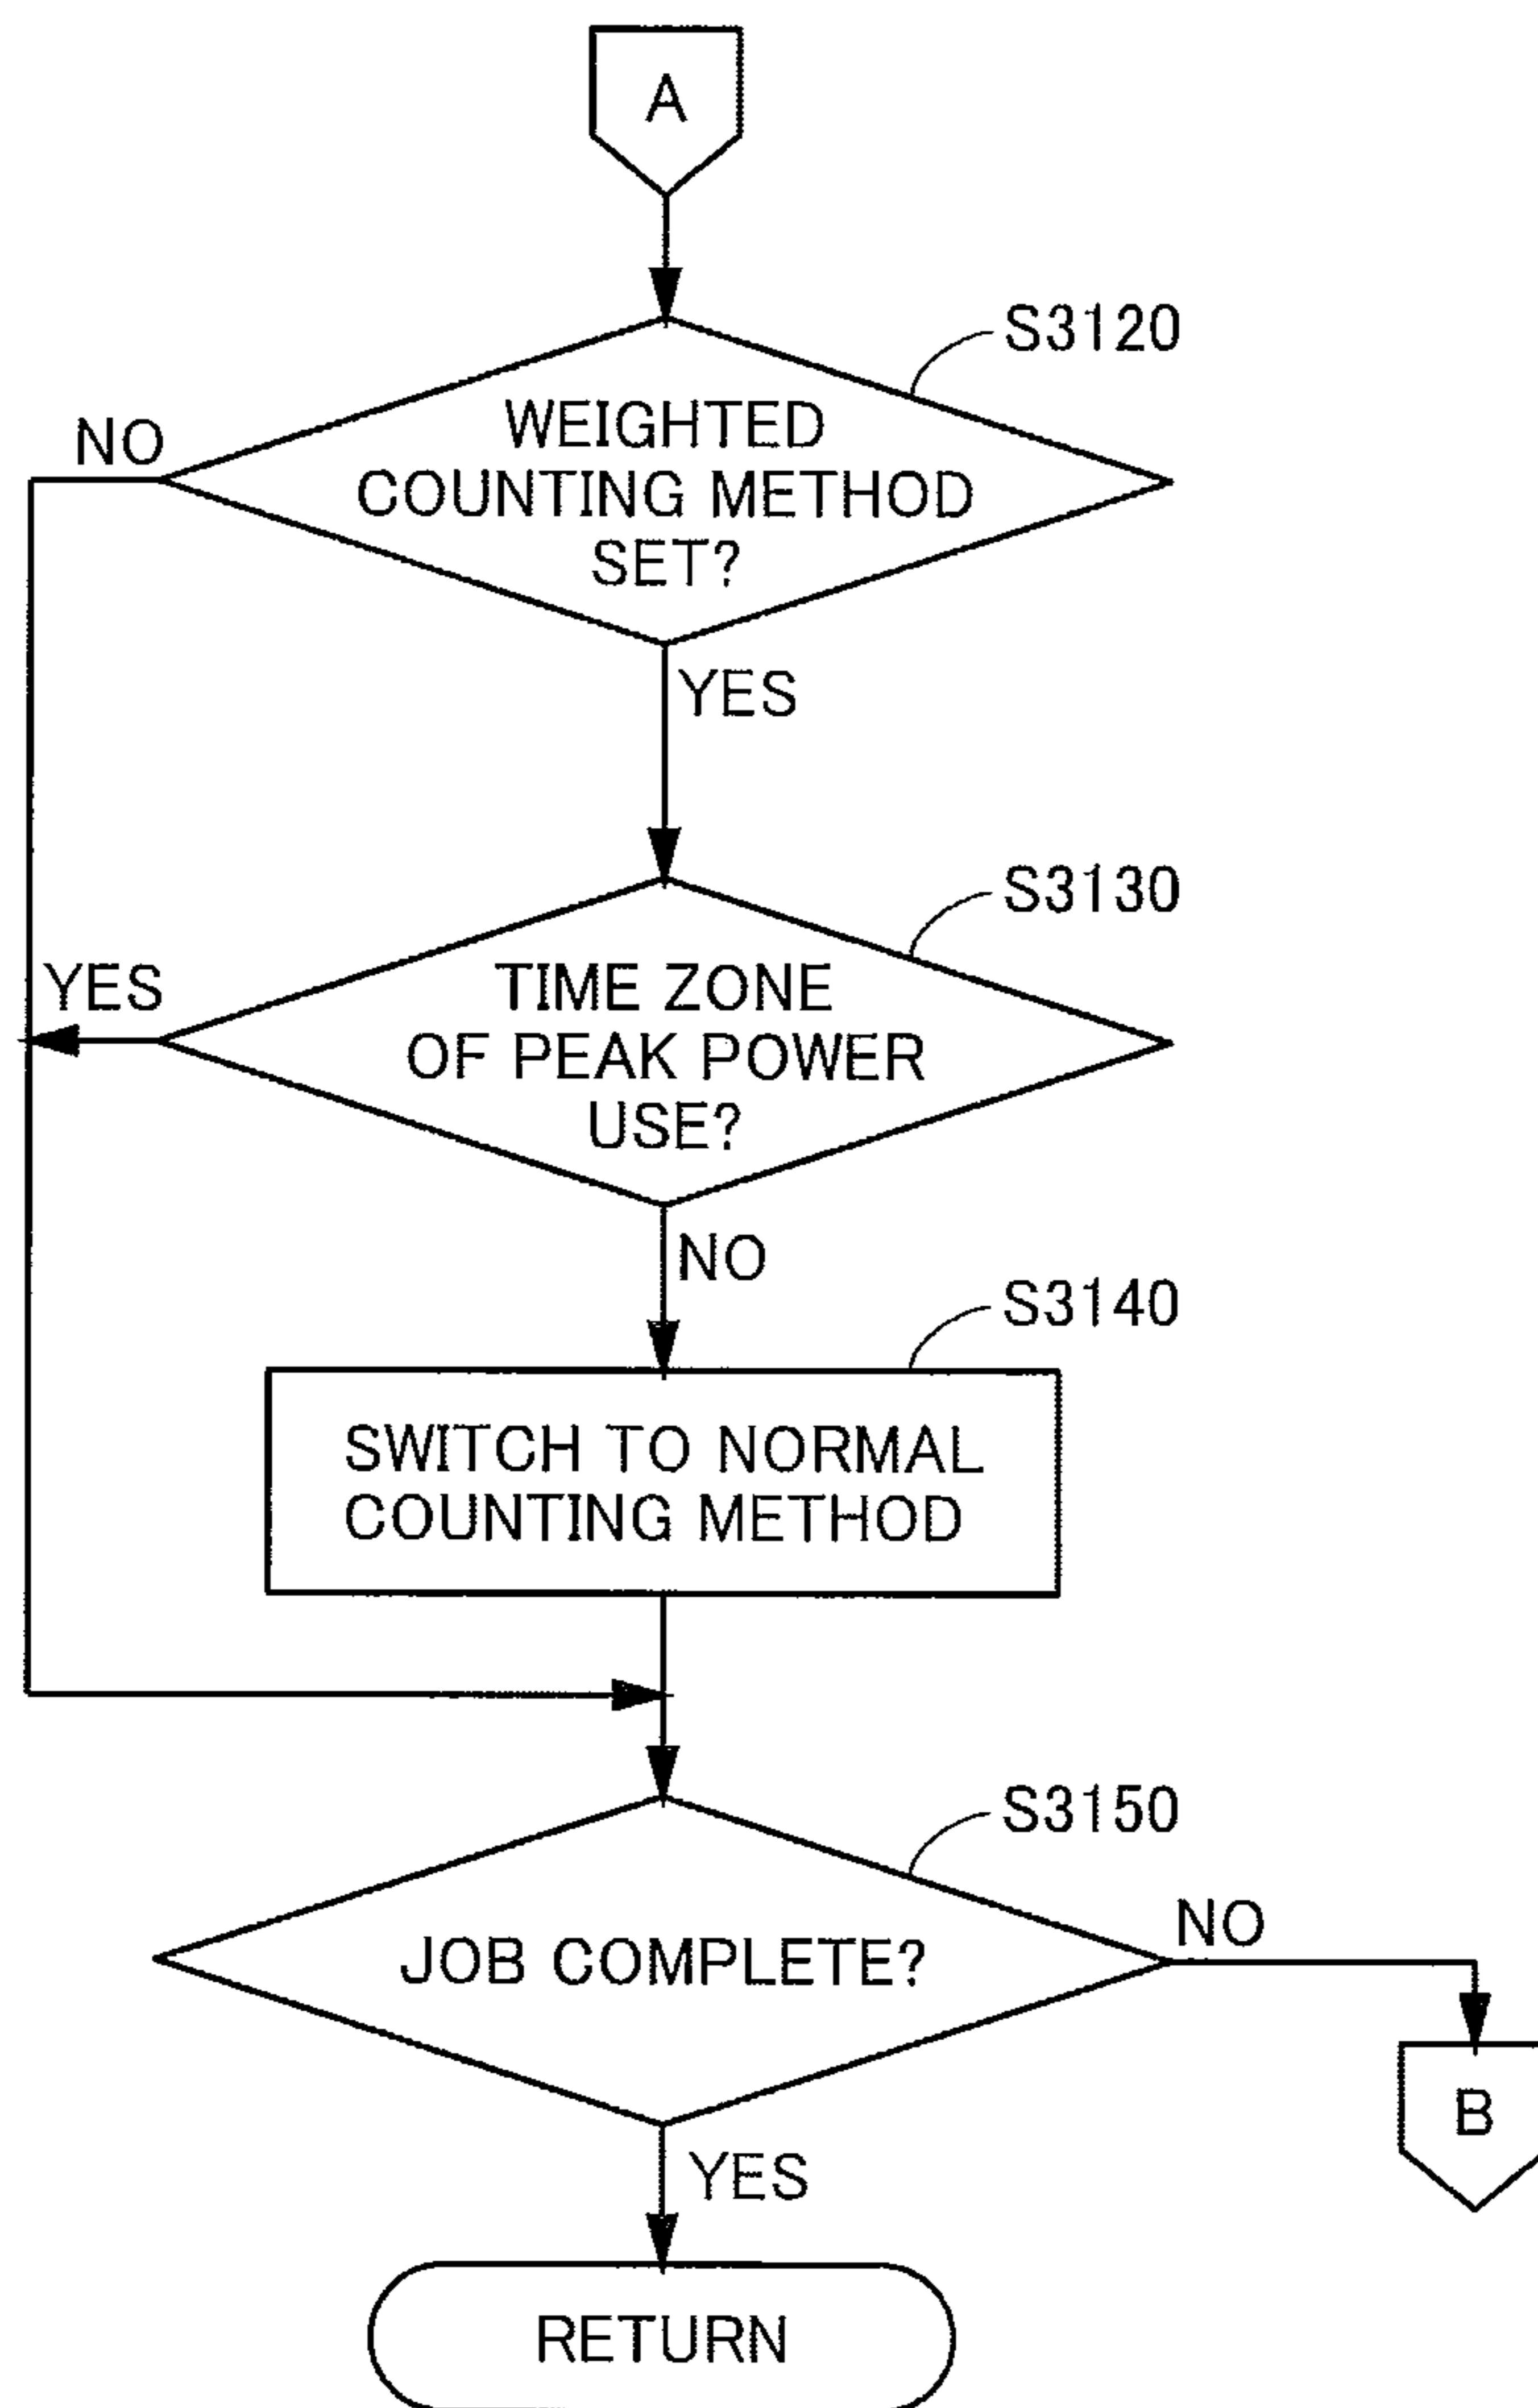 A
S3120
NO
WEIGHTED
COUNTING METHOD
SET?
YES
S3130
YES
TIME ZONE
OF PEAK POWER
USE?
NO
S3140
SWITCH TO NORMAL
COUNTING METHOD
S3150
NO
JOB COMPLETE?
B
YES
RETURN